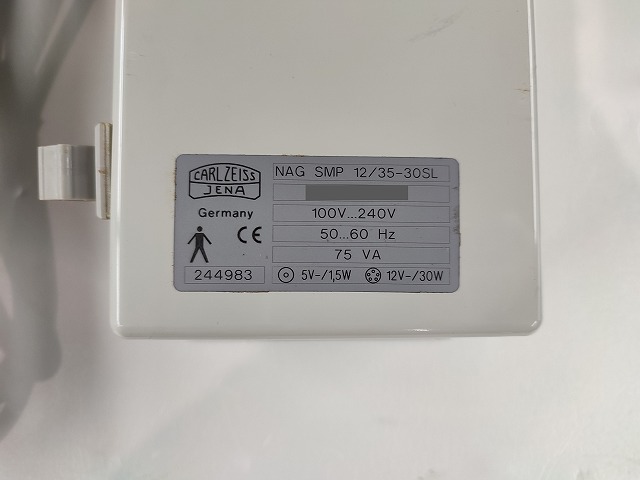 CARL ZEISS
JENA
Germany
CE
244983
NAG SMP 12/35-30SL
100V...240V
50...60 Hz
75 VA
5V-/1,5W 12V-/30W